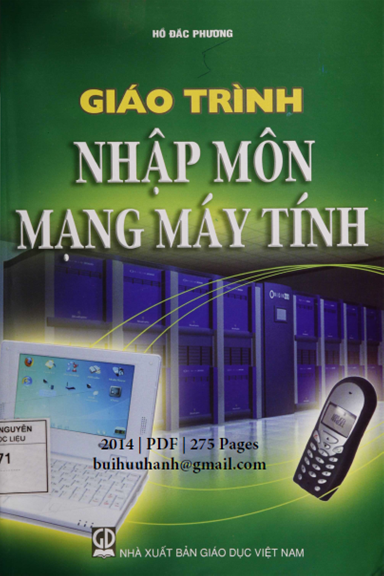 HỒ ĐẮC PHƯƠNG
GIÁO TRÌNH
NHẬP MÔN
MẠNG MÁY TÍNH
NGUYÊN
ỌC LIỆU
71
2014 | PDF | 275 Pages
buihuuhanh@gmail.com
GD
NHÀ XUẤT BẢN GIÁO DỤC VIỆT NAM